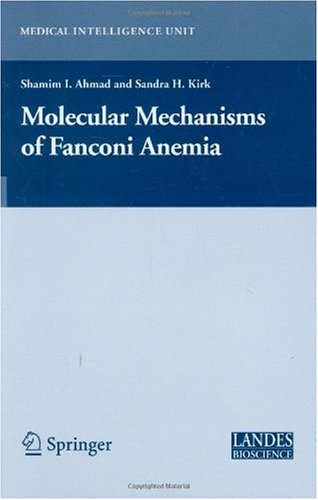 MEDICAL INTELLIGENCE UNIT
Shamim I. Ahmad and Sandra H. Kirk
Molecular Mechanisms
of Fanconi Anemia
Springer
LANDES
BIOSCIENCE